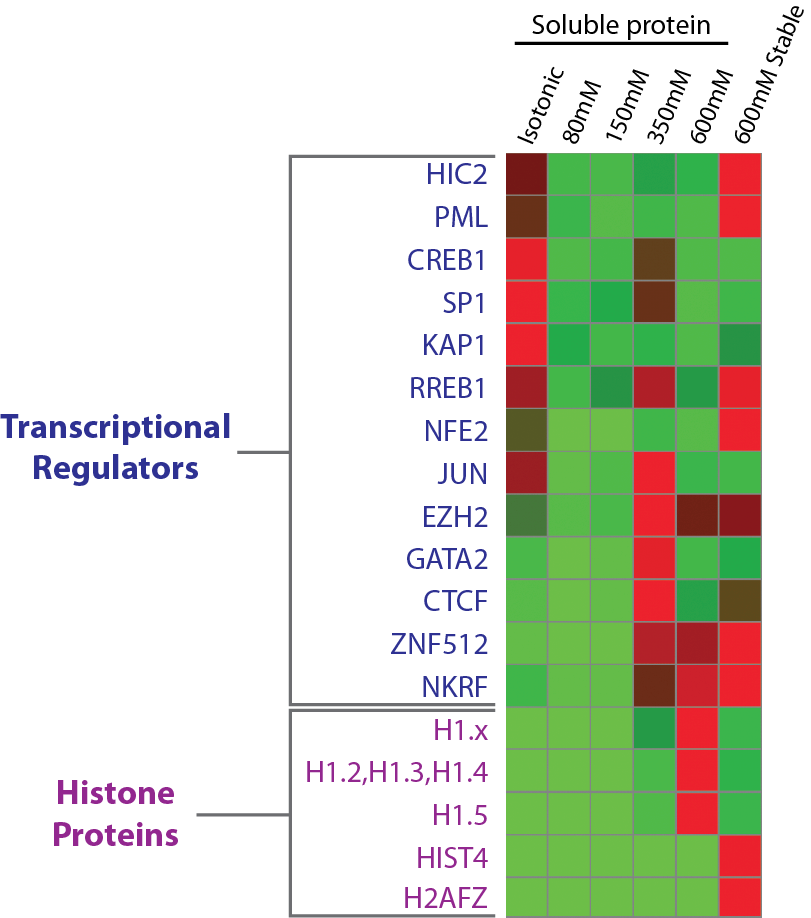 Soluble protein
Isotonic
80mM
150mM
350mM
600mM
600mM Stable
Transcriptional
Regulators
HIC2
PML
CREB1
SP1
KAP1
RREB1
NFE2
JUN
EZH2
GATA2
CTCF
ZNF512
NKRF
Histone
Proteins
H1.x
H1.2,H1.3,H1.4
H1.5
HIST4
H2AFZ